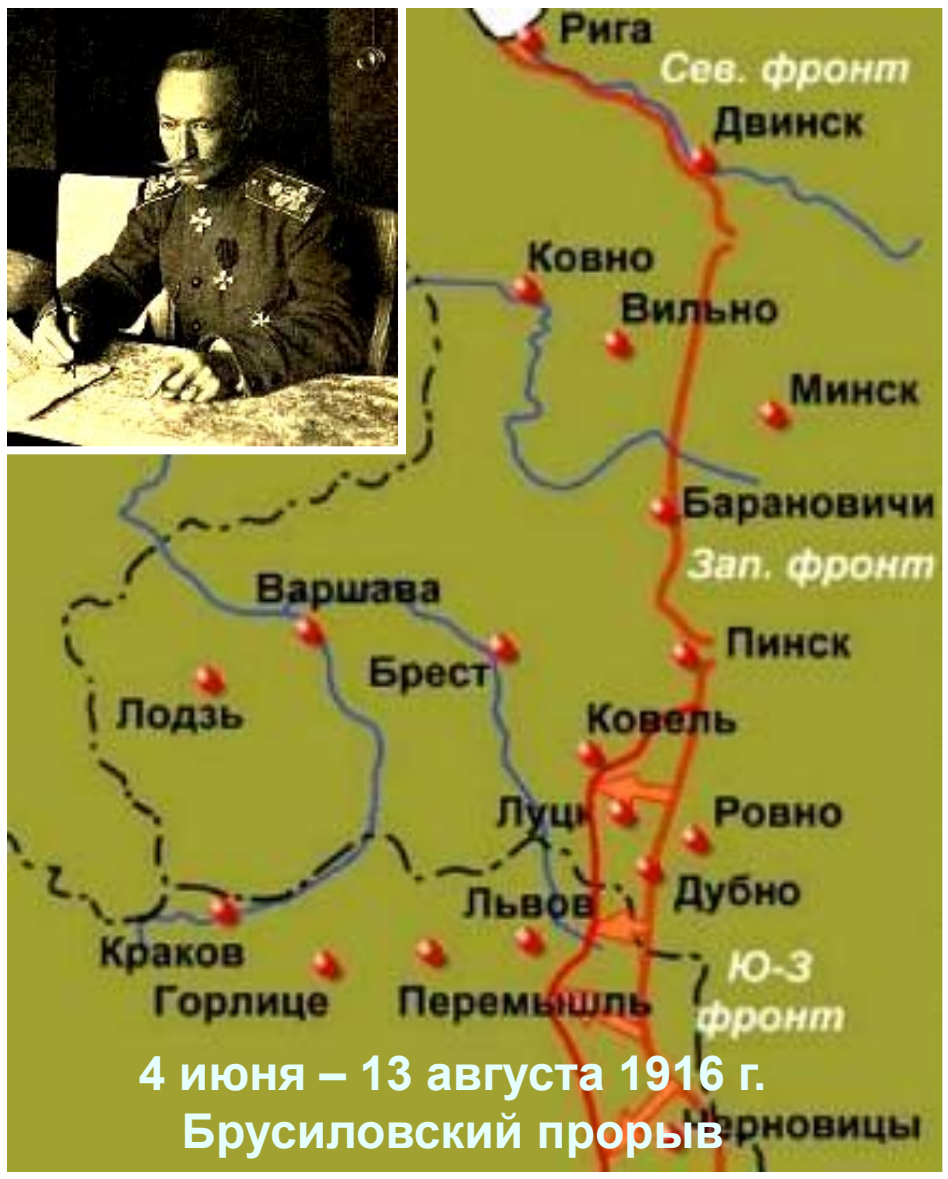 Рига
Сев. фронт
Двинск
Ковно
Вильно
Минск
Барановичи
Зап. фронт
Варшава
Пинск
Брест
Лодзь
Ковель
Луцк
Ровно
Дубно
Львов
Краков
Ю-З
фронт
Горлице
Перемышль
4 июня – 13 августа 1916 г.
Черновицы
Брусиловский прорыв